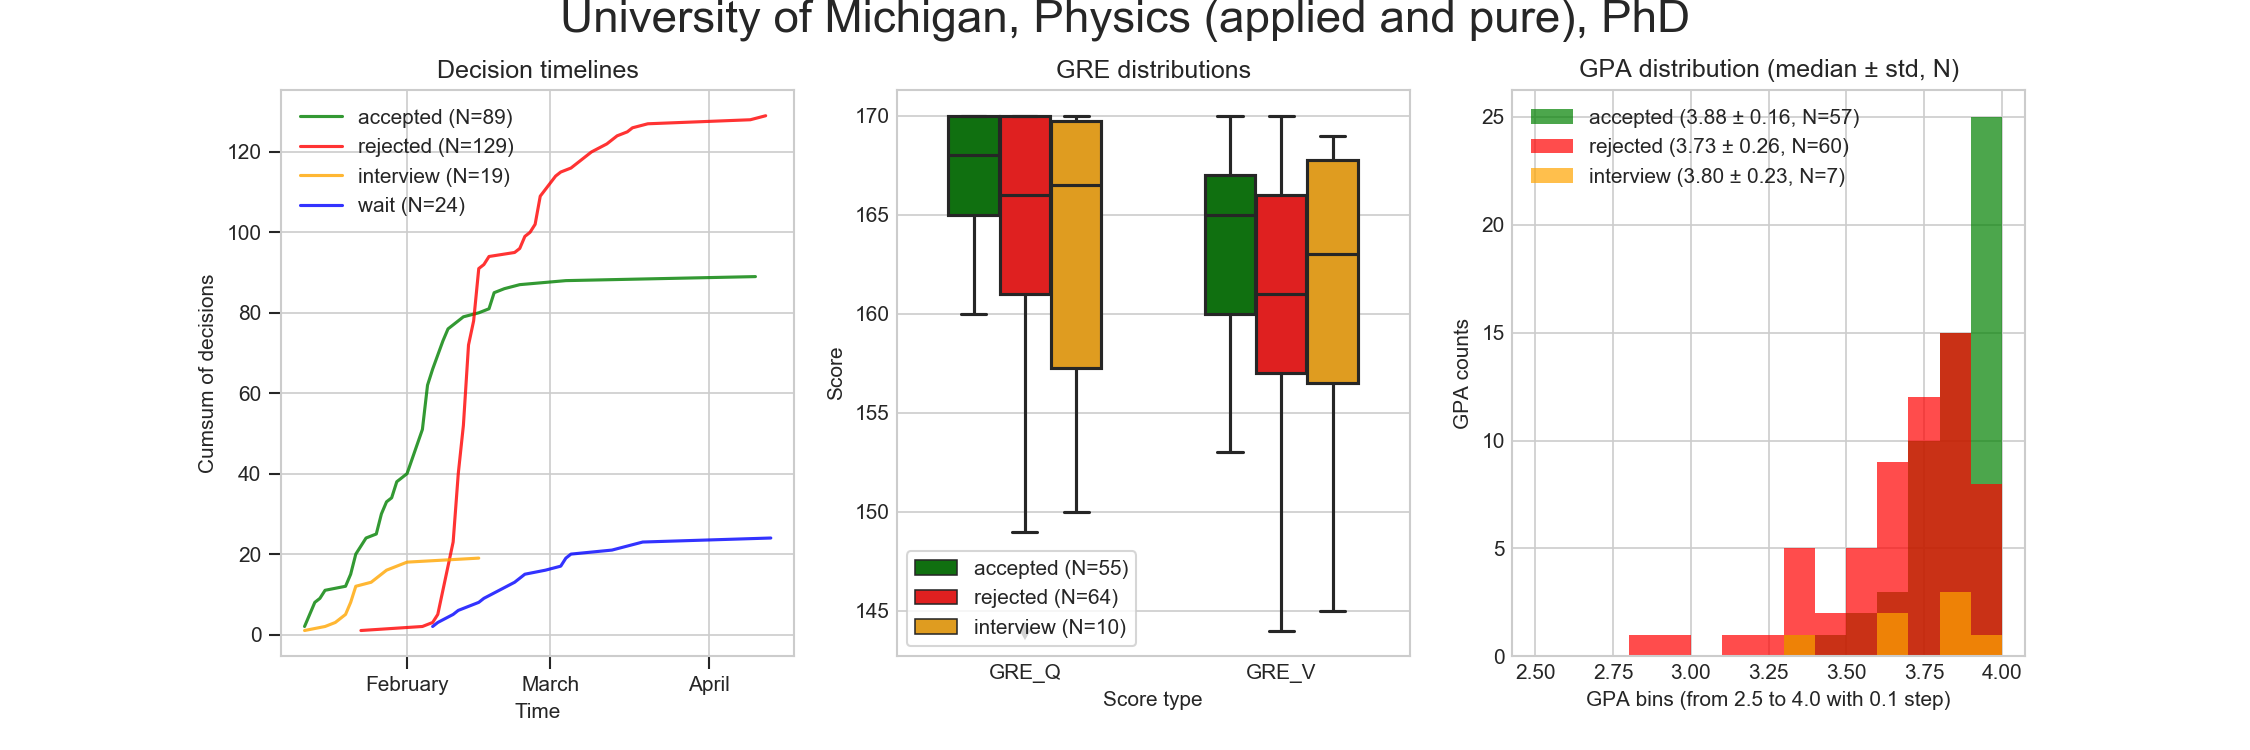 University of Michigan, Physics (applied and pure), PhD
Decision timelines
accepted (N=89)
rejected (N=129)
interview (N=19)
wait (N=24)
120
100
80
60
40
20
0
Cumsum of decisions
February
March
April
Time
GRE distributions
170
165
160
155
150
145
Score
accepted (N=55)
rejected (N=64)
interview (N=10)
GRE_Q
GRE_V
Score type
GPA distribution (median ± std, N)
accepted (3.88 ± 0.16, N=57)
rejected (3.73 ± 0.26, N=60)
interview (3.80 ± 0.23, N=7)
25
20
15
10
5
0
GPA counts
2.50
2.75
3.00
3.25
3.50
3.75
4.00
GPA bins (from 2.5 to 4.0 with 0.1 step)